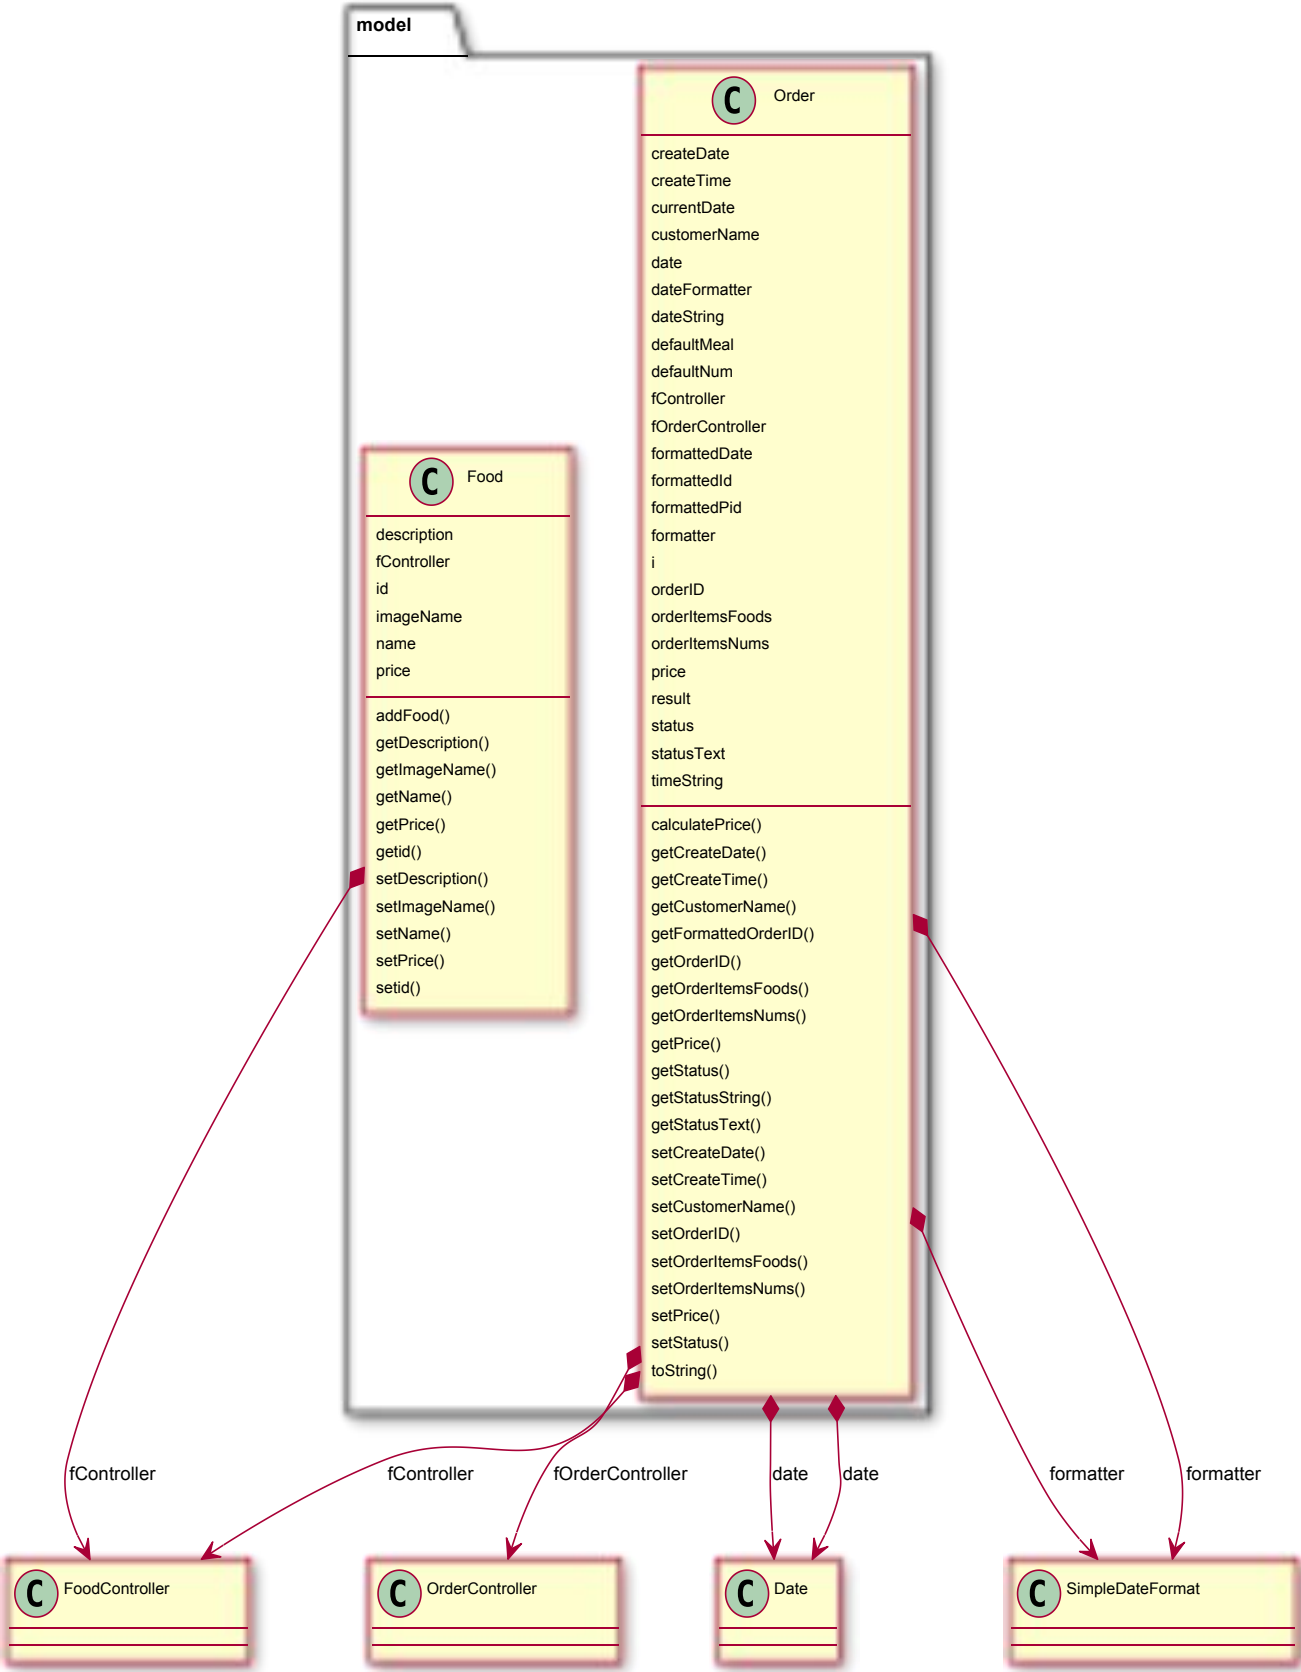 model
C Order
createDate
createTime
currentDate
customerName
date
dateFormatter
dateString
defaultMeal
defaultNum
fController
fOrderController
formattedDate
formattedId
formattedPid
formatter
i
orderID
orderItemsFoods
orderItemsNums
price
result
status
statusText
timeString
calculatePrice()
getCreateDate()
getCreateTime()
getCustomerName()
getFormattedOrderID()
getOrderID()
getOrderItemsFoods()
getOrderItemsNums()
getPrice()
getStatus()
getStatusString()
getStatusText()
setCreateDate()
setCreateTime()
setCustomerName()
setOrderID()
setOrderItemsFoods()
setOrderItemsNums()
setPrice()
setStatus()
toString()
C Food
description
fController
id
imageName
name
price
addFood()
getDescription()
getImageName()
getName()
getPrice()
getid()
setDescription()
setImageName()
setName()
setPrice()
setid()
fController
fController
fOrderController
date
date
formatter
formatter
C FoodController
C OrderController
C Date
C SimpleDateFormat